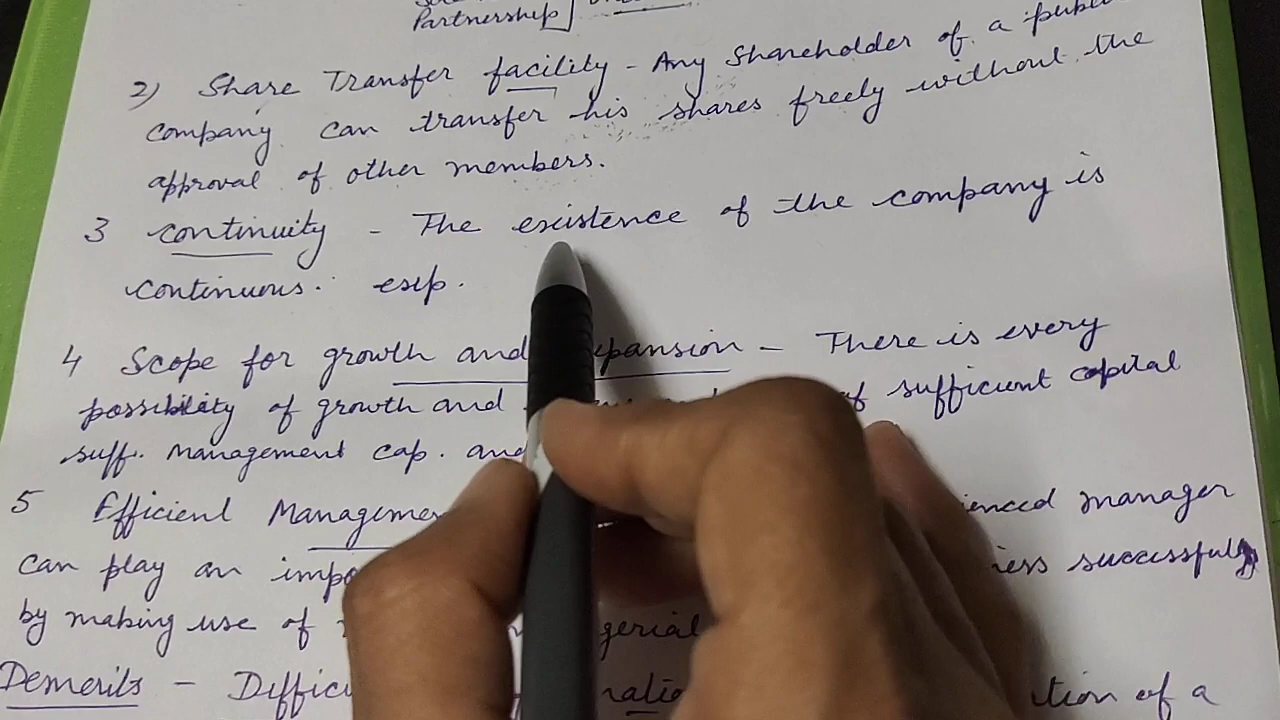 Partnership
2) Share Transfer facility - Any Shareholder of a public
company can transfer his shares freely without the
approval of other members.
3 continuity - The existence of the company is
continuous. esp.
4 Scope for growth and expansion - There is every
possibility of growth and of sufficient capital
suff. management cap. and
5 Efficient Management manager
can play an successfully
by making use of
Demerits - of a